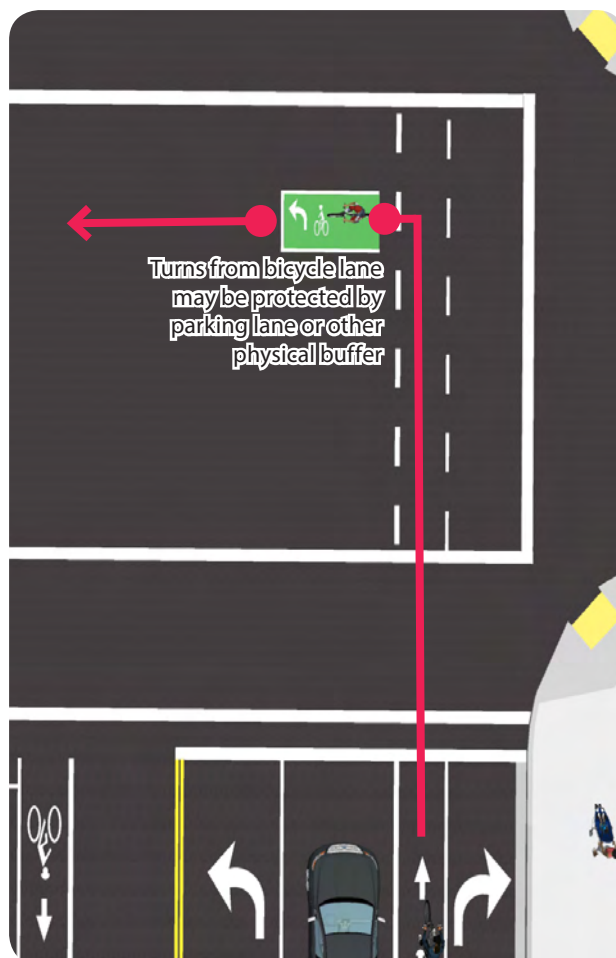 Turns from bicycle lane
may be protected by
parking lane or other
physical buffer